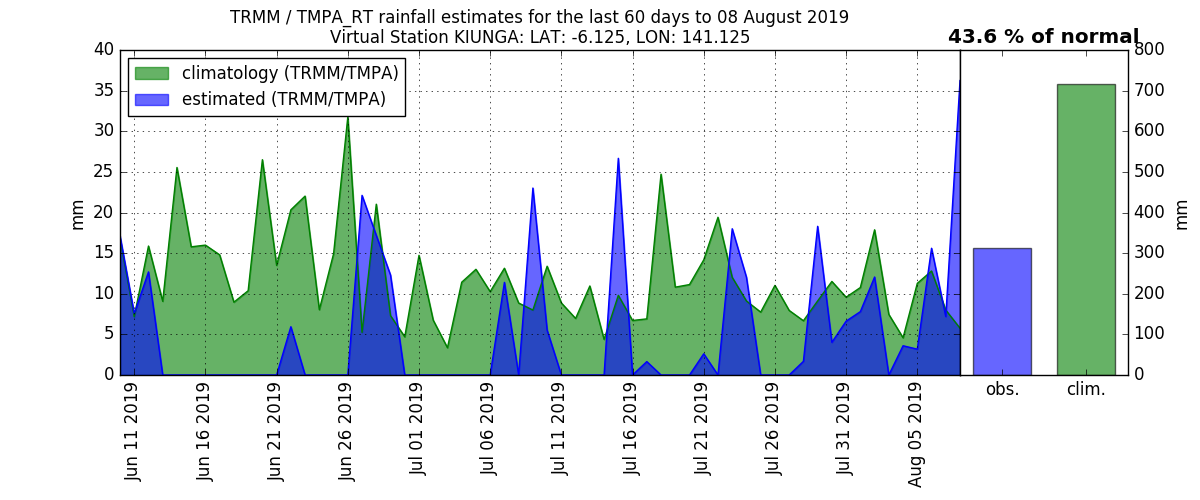 TRMM / TMPA_RT rainfall estimates for the last 60 days to 08 August 2019
Virtual Station KIUNGA: LAT: -6.125, LON: 141.125
43.6 % of normal
climatology (TRMM/TMPA)
estimated (TRMM/TMPA)
mm
40
35
30
25
20
15
10
5
0
Jun 11 2019
Jun 16 2019
Jun 21 2019
Jun 26 2019
Jul 01 2019
Jul 06 2019
Jul 11 2019
Jul 16 2019
Jul 21 2019
Jul 26 2019
Jul 31 2019
Aug 05 2019
obs.
clim.
800
700
600
500
400
300
200
100
0
mm